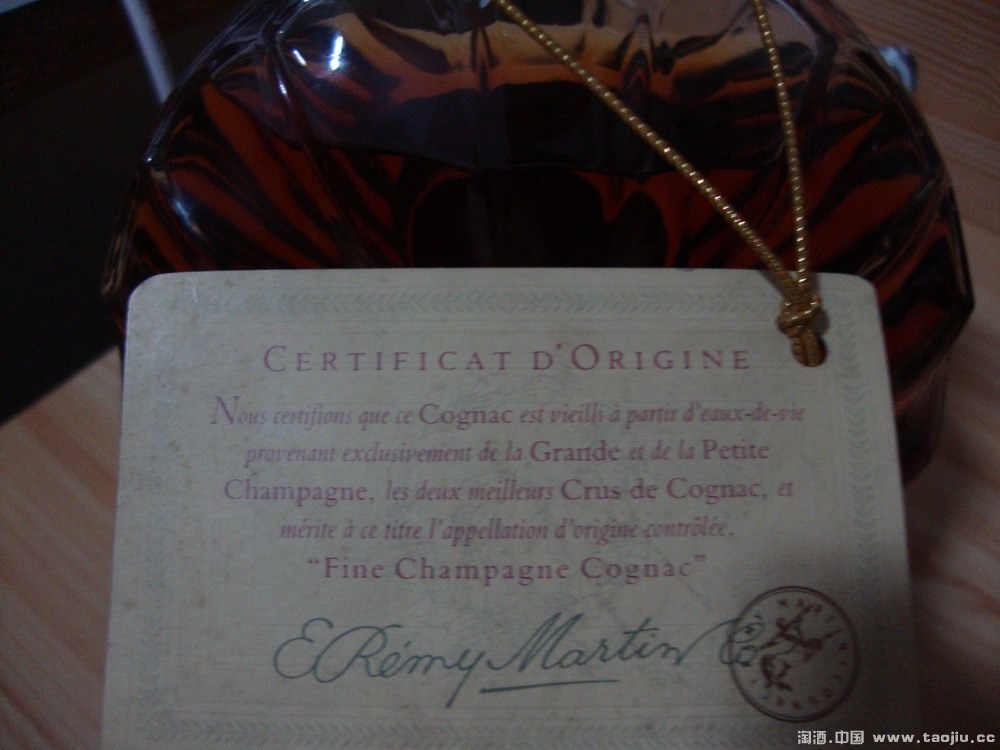 CERTIFICAT D'ORIGINE
Nous certifions que ce Cognac est vieilli à partir d'eaux-de-vie
provenant exclusivement de la Grande et de la Petite
Champagne, les deux meilleurs Crus de Cognac, et
mérite à ce titre l'appellation d'origine contrôlée.
"Fine Champagne Cognac"
E Rémy Martin & Co
淘酒.中国 www.taojiu.cc